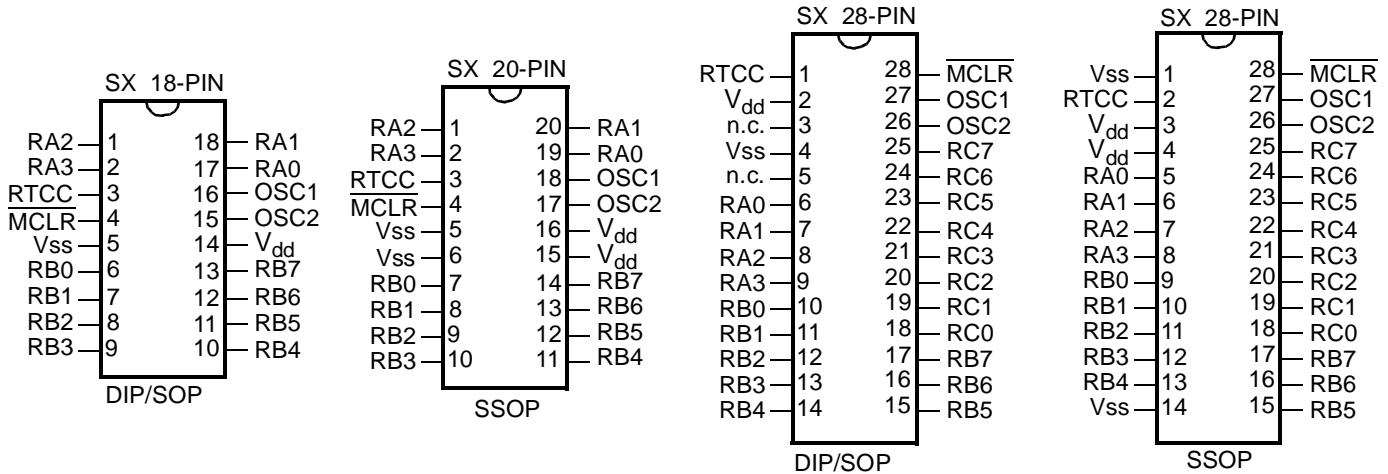 SX 18-PIN
RA2 1 18 RA1
RA3 2 17 RA0
RTCC 3 16 OSC1
MCLR 4 15 OSC2
Vss 5 14 Vdd
RB0 6 13 RB7
RB1 7 12 RB6
RB2 8 11 RB5
RB3 9 10 RB4
DIP/SOP
SX 20-PIN
RA2 1 20 RA1
RA3 2 19 RA0
RTCC 3 18 OSC1
MCLR 4 17 OSC2
Vss 5 16 Vdd
Vss 6 15 Vdd
RB0 7 14 RB7
RB1 8 13 RB6
RB2 9 12 RB5
RB3 10 11 RB4
SSOP
SX 28-PIN
RTCC 1 28 MCLR
Vdd 2 27 OSC1
n.c. 3 26 OSC2
Vss 4 25 RC7
n.c. 5 24 RC6
RA0 6 23 RC5
RA1 7 22 RC4
RA2 8 21 RC3
RA3 9 20 RC2
RB0 10 19 RC1
RB1 11 18 RC0
RB2 12 17 RB7
RB3 13 16 RB6
RB4 14 15 RB5
DIP/SOP
SX 28-PIN
Vss 1 28 MCLR
RTCC 2 27 OSC1
Vdd 3 26 OSC2
Vdd 4 25 RC7
RA0 5 24 RC6
RA1 6 23 RC5
RA2 7 22 RC4
RA3 8 21 RC3
RB0 9 20 RC2
RB1 10 19 RC1
RB2 11 18 RC0
RB3 12 17 RB7
RB4 13 16 RB6
Vss 14 15 RB5
SSOP